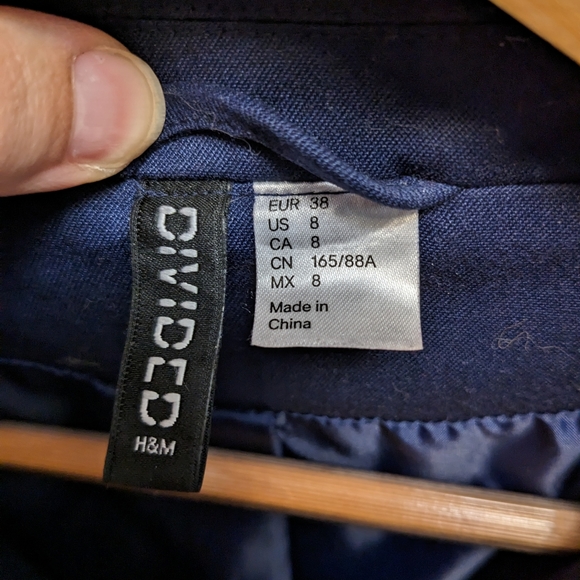 DIVIDED
H&M
EUR 38
US 8
CA 8
CN 165/88A
MX 8
Made in
China